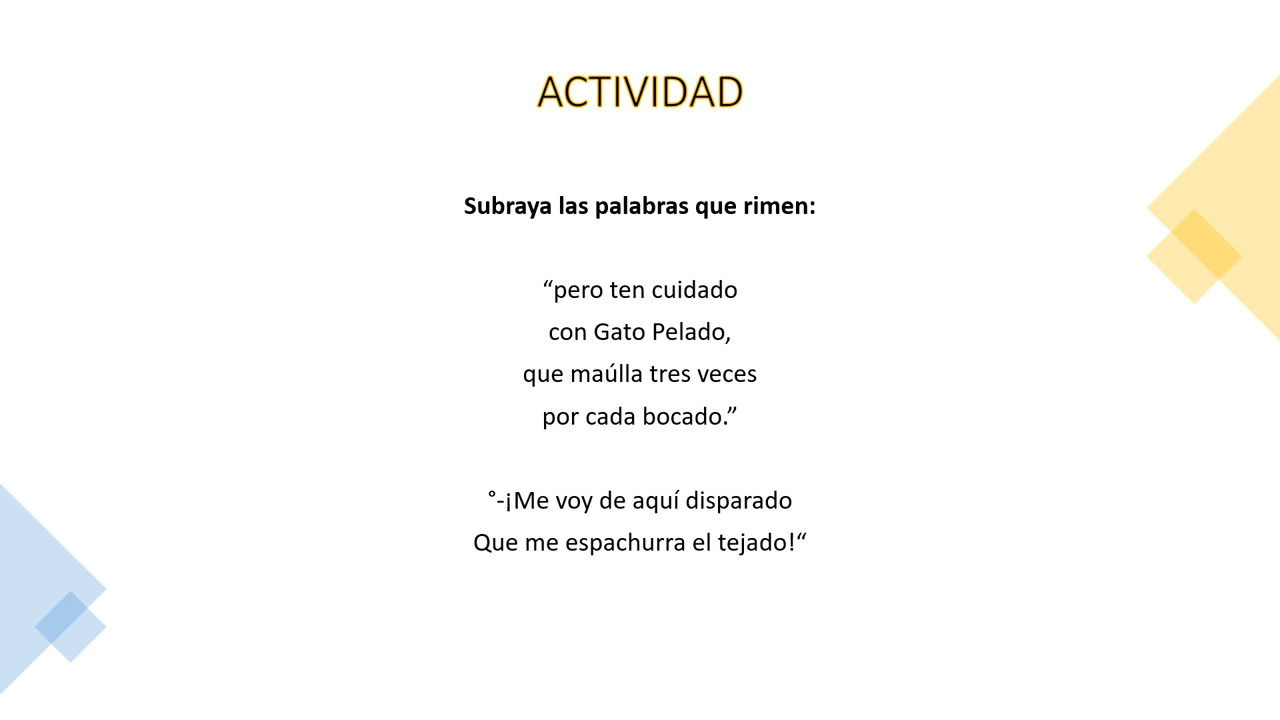 ACTIVIDAD
Subraya las palabras que rimen:
“pero ten cuidado
con Gato Pelado,
que maúlla tres veces
por cada bocado.”
°-¡Me voy de aquí disparado
Que me espachurra el tejado!“